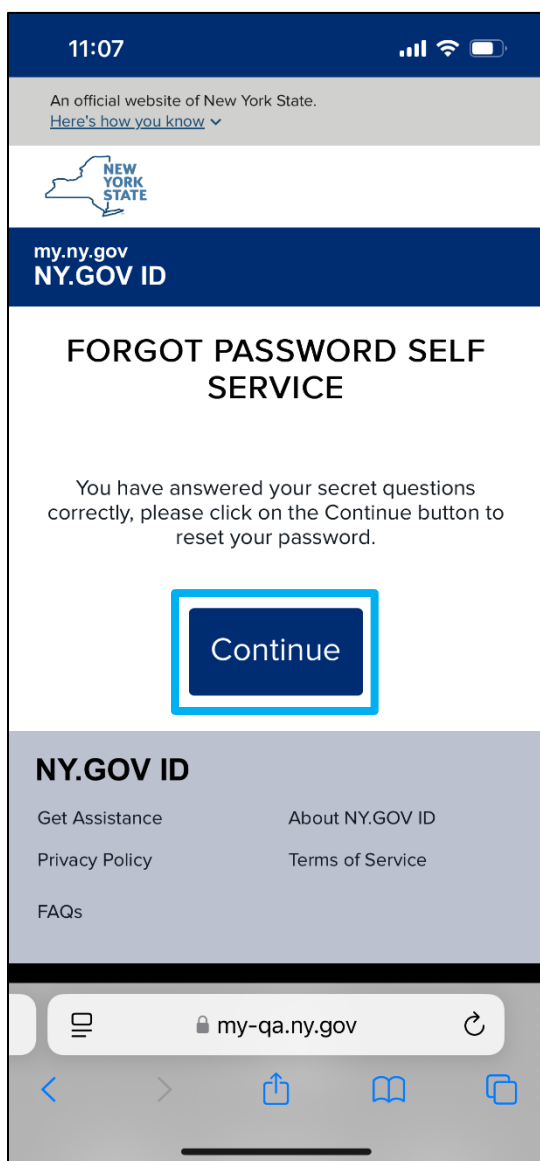 11:07
An official website of New York State.
Here's how you know
NEW
YORK
STATE
my.ny.gov
NY.GOV ID
FORGOT PASSWORD SELF
SERVICE
You have answered your secret questions
correctly, please click on the Continue button to
reset your password.
Continue
NY.GOV ID
Get Assistance About NY.GOV ID
Privacy Policy Terms of Service
FAQs
my-qa.ny.gov